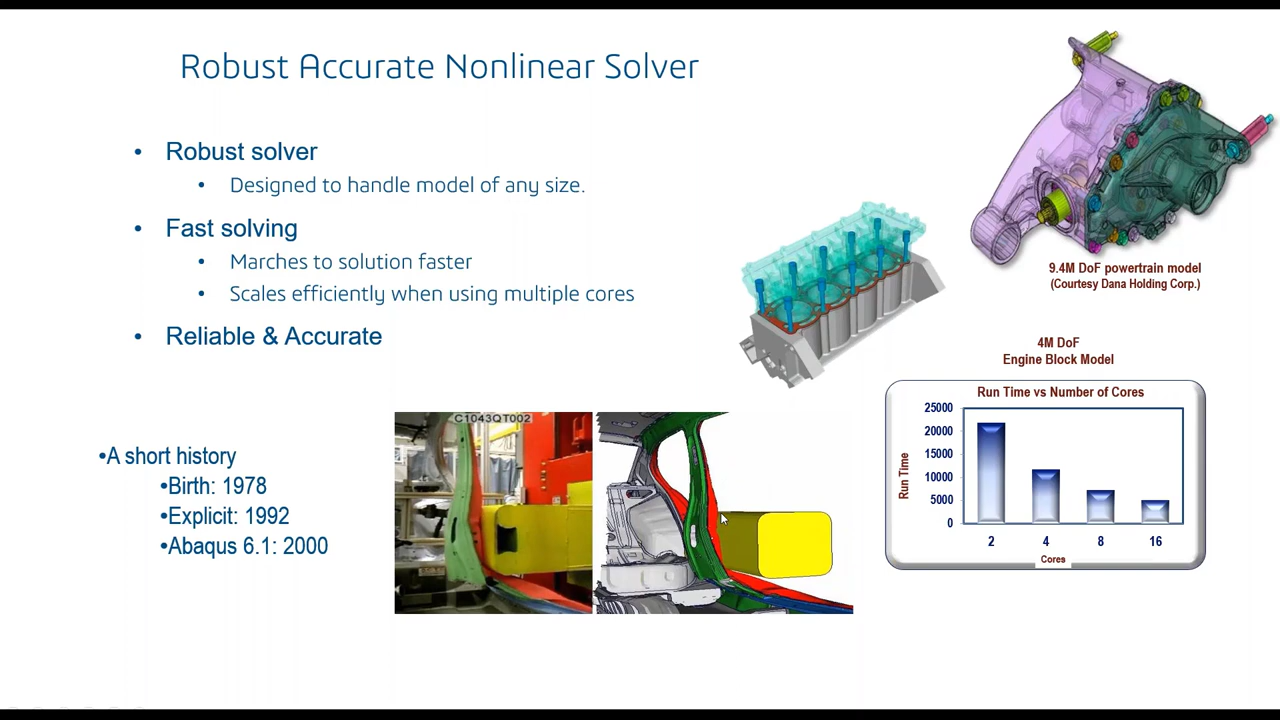 Robust Accurate Nonlinear Solver
• Robust solver
• Designed to handle model of any size.
• Fast solving
• Marches to solution faster
• Scales efficiently when using multiple cores
• Reliable & Accurate
•A short history
•Birth: 1978
•Explicit: 1992
•Abaqus 6.1: 2000
C1043QT002
9.4M DoF powertrain model
(Courtesy Dana Holding Corp.)
4M DoF
Engine Block Model
Run Time vs Number of Cores
Run Time
25000
20000
15000
10000
5000
0
2 4 8 16
Cores